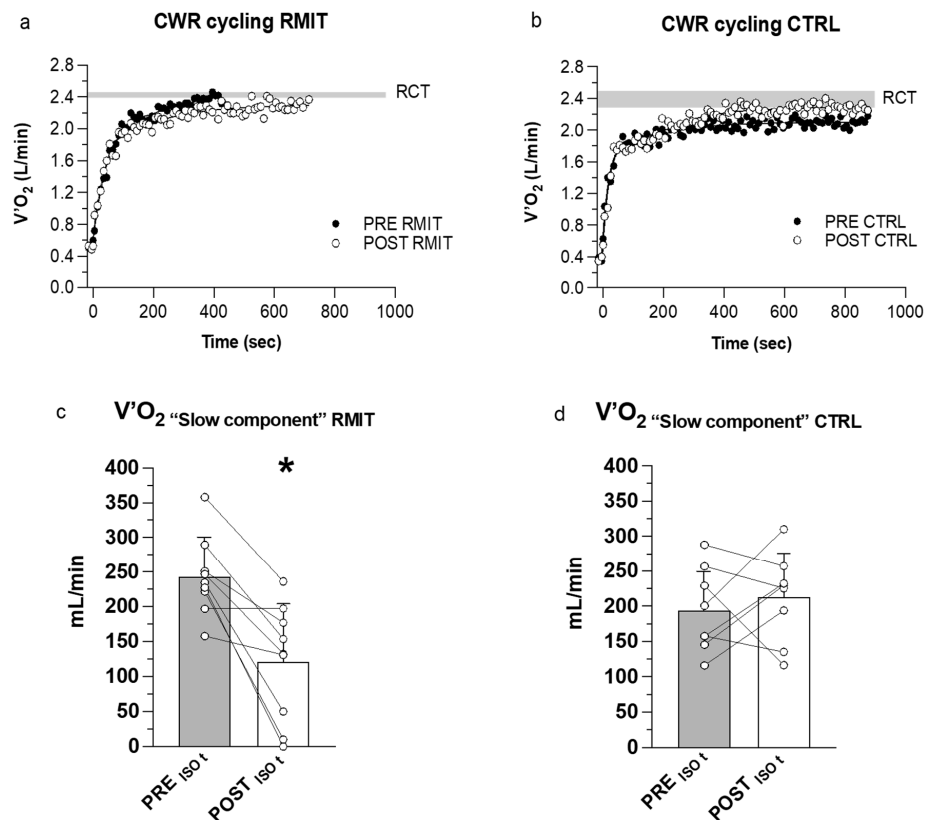 a
CWR cycling RMIT
2.8
2.4
2.0
1.6
1.2
0.8
0.4
0.0
V'O2 (L/min)
RCT
PRE RMIT
POST RMIT
0 200 400 600 800 1000
Time (sec)
b
CWR cycling CTRL
2.8
2.4
2.0
1.6
1.2
0.8
0.4
0.0
V'O2 (L/min)
RCT
PRE CTRL
POST CTRL
0 200 400 600 800 1000
Time (sec)
c
V'O2 "Slow component" RMIT
*
400
350
300
250
200
150
100
50
0
mL/min
PRE ISO t
POST ISO t
d
V'O2 "Slow component" CTRL
400
350
300
250
200
150
100
50
0
mL/min
PRE ISO t
POST ISO t